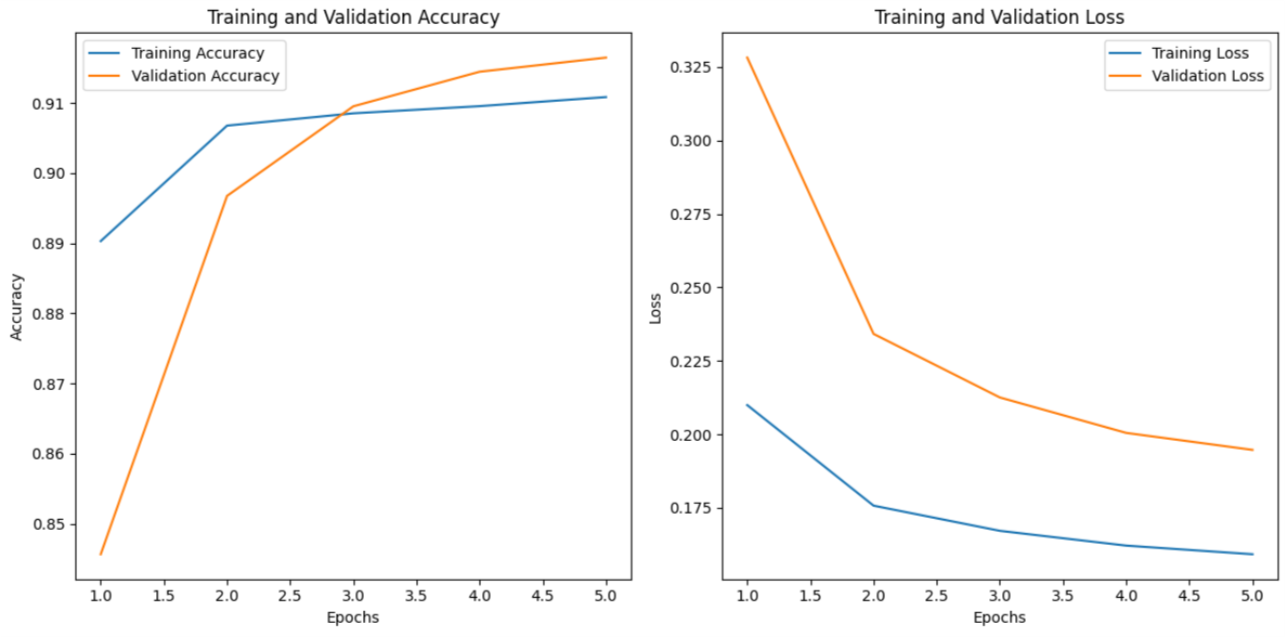 Training and Validation Accuracy
Training Accuracy
Validation Accuracy
Accuracy
0.91
0.90
0.89
0.88
0.87
0.86
0.85
1.0 1.5 2.0 2.5 3.0 3.5 4.0 4.5 5.0
Epochs
Training and Validation Loss
Training Loss
Validation Loss
Loss
0.325
0.300
0.275
0.250
0.225
0.200
0.175
1.0 1.5 2.0 2.5 3.0 3.5 4.0 4.5 5.0
Epochs